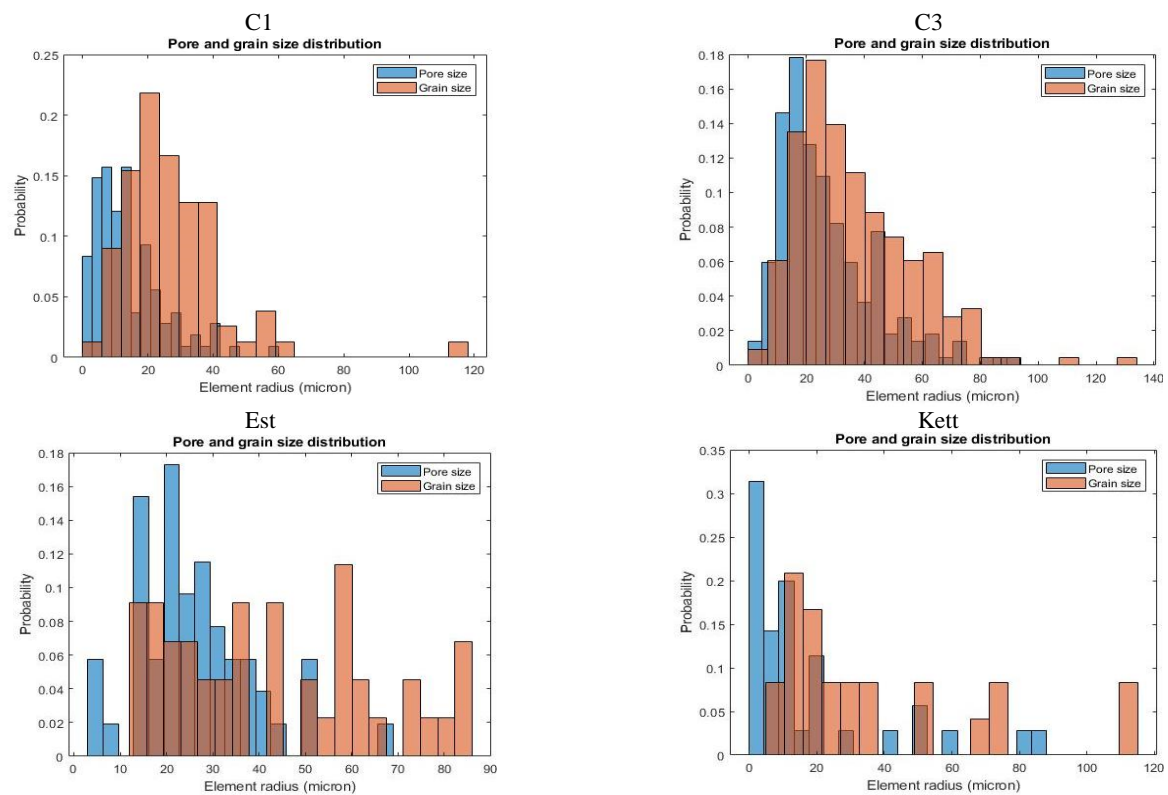 C1
Pore and grain size distribution
0.25
0.2
0.15
0.1
0.05
0
Probability
Pore size
Grain size
0 20 40 60 80 100 120
Element radius (micron)
C3
Pore and grain size distribution
0.18
0.16
0.14
0.12
0.1
0.08
0.06
0.04
0.02
0
Probability
Pore size
Grain size
0 20 40 60 80 100 120 140
Element radius (micron)
Est
Pore and grain size distribution
0.18
0.16
0.14
0.12
0.1
0.08
0.06
0.04
0.02
0
Probability
Pore size
Grain size
0 10 20 30 40 50 60 70 80 90
Element radius (micron)
Kett
Pore and grain size distribution
0.35
0.3
0.25
0.2
0.15
0.1
0.05
0
Probability
Pore size
Grain size
0 20 40 60 80 100 120
Element radius (micron)